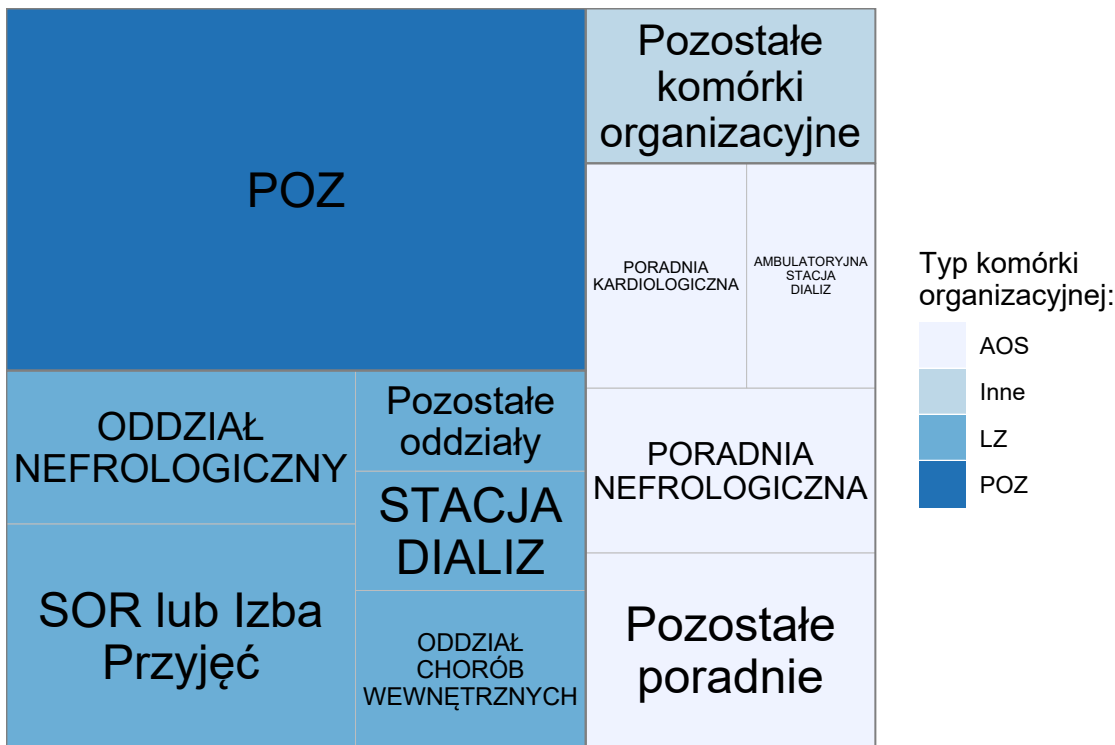 POZ
Pozostałe
komórki
organizacyjne
PORADNIA
KARDIOLOGICZNA
AMBULATORYJNA
STACJA
DIALIZ
ODDZIAŁ
NEFROLOGICZNY
Pozostałe
oddziały
STACJA
DIALIZ
SOR lub Izba
Przyjęć
ODDZIAŁ
CHORÓB
WEWNĘTRZNYCH
PORADNIA
NEFROLOGICZNA
Pozostałe
poradnie
Typ komórki
organizacyjnej:
AOS
Inne
LZ
POZ